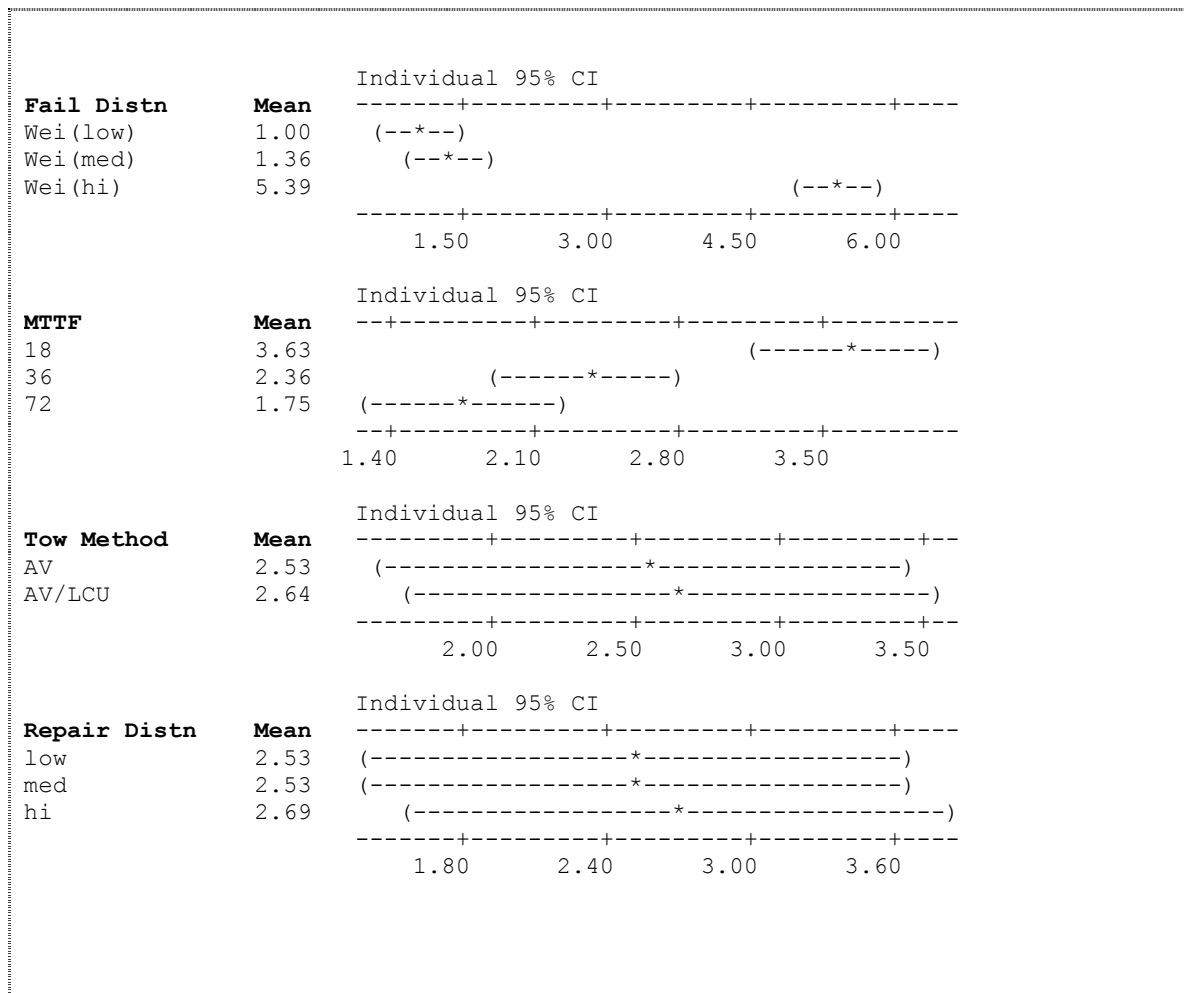 Individual 95% CI
Fail Distn      Mean   -------+---------+---------+---------+----
Wei(low)        1.00    (--*--)
Wei(med)        1.36      (--*--)
Wei(hi)         5.39                                 (--*--)
                       -------+---------+---------+---------+----
                           1.50      3.00      4.50      6.00
                       Individual 95% CI
MTTF            Mean   --+---------+---------+---------+---------
18              3.63                              (------*-----)
36              2.36            (------*-----)
72              1.75   (------*------)
                       --+---------+---------+---------+---------
                      1.40      2.10      2.80      3.50
                       Individual 95% CI
Tow Method      Mean   ---------+---------+---------+---------+--
AV              2.53    (------------------*-----------------)
AV/LCU          2.64      (------------------*-----------------)
                       ---------+---------+---------+---------+--
                             2.00      2.50      3.00      3.50
                       Individual 95% CI
Repair Distn    Mean   -------+---------+---------+---------+----
low             2.53   (------------------*------------------)
med             2.53   (------------------*------------------)
hi              2.69      (------------------*------------------)
                       -------+---------+---------+---------+----
                           1.80      2.40      3.00      3.60